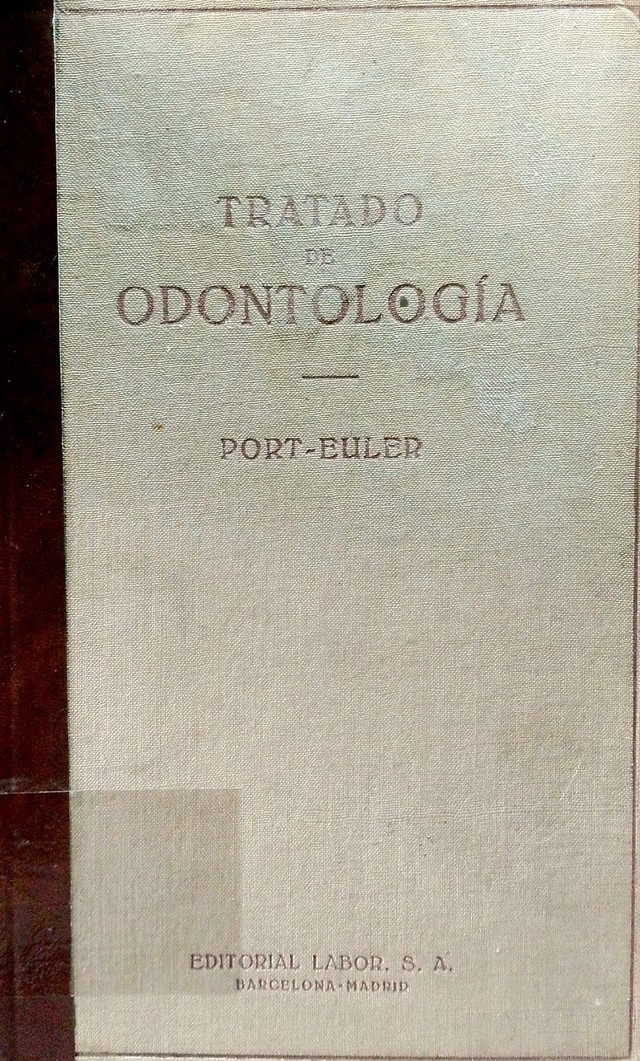 TRATADO
DE
ODONTOLOGÍA
PORT-EULER
EDITORIAL LABOR, S. A.
BARCELONA-MADRID